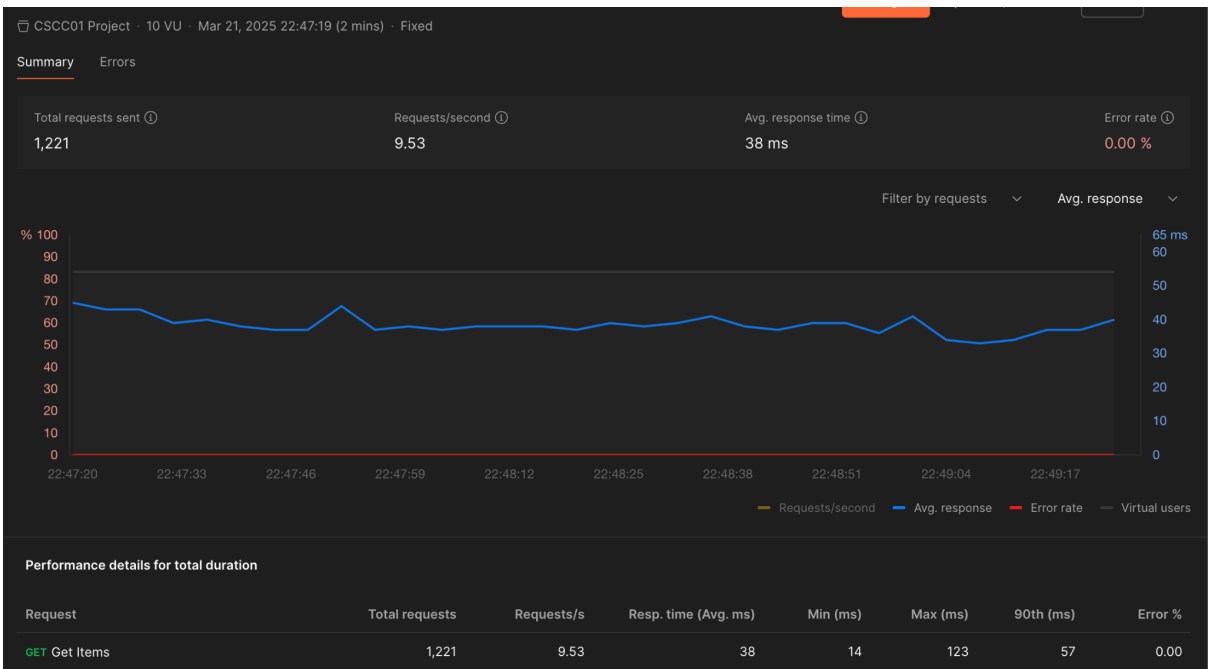 CSCC01 Project · 10 VU · Mar 21, 2025 22:47:19 (2 mins) · Fixed
Summary Errors
Total requests sent Requests/second Avg. response time Error rate
1,221 9.53 38 ms 0.00 %
Filter by requests Avg. response
% 100 65 ms
90 60
80 50
70
60 40
50 30
40
30 20
20 10
10
0 0
22:47:20 22:47:33 22:47:46 22:47:59 22:48:12 22:48:25 22:48:38 22:48:51 22:49:04 22:49:17
Requests/second Avg. response Error rate Virtual users
Performance details for total duration
Request Total requests Requests/s Resp. time (Avg. ms) Min (ms) Max (ms) 90th (ms) Error %
GET Get Items 1,221 9.53 38 14 123 57 0.00